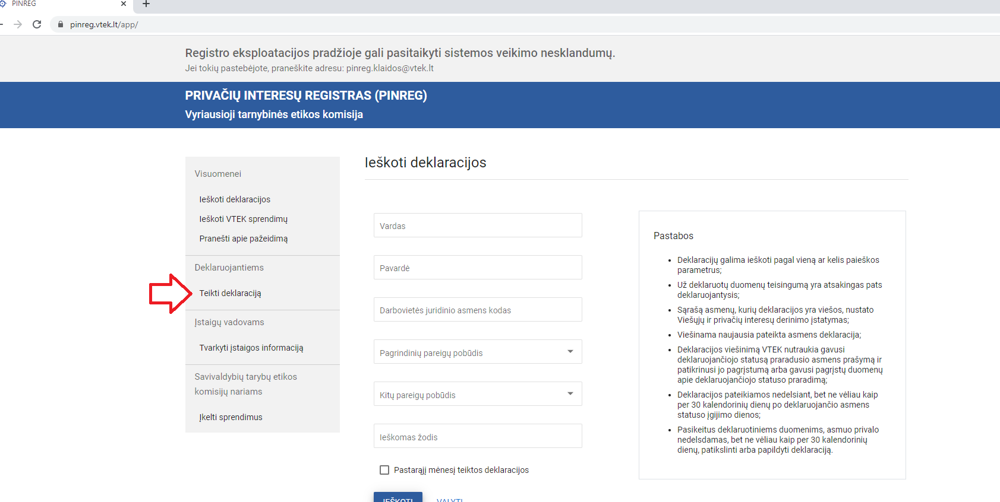 PINREG
pinreg.vtek.lt/app/
Registro eksploatacijos pradžioje gali pasitaikyti sistemos veikimo nesklandumų.
Jei tokių pastebėjote, praneškite adresu: pinreg.klaidos@vtek.lt
PRIVAČIŲ INTERESŲ REGISTRAS (PINREG)
Vyriausioji tarnybinės etikos komisija
Visuomenei
Ieškoti deklaracijos
Ieškoti VTEK sprendimų
Pranešti apie pažeidimą
Deklaruojantiems
Teikti deklaraciją
Įstaigų vadovams
Tvarkyti įstaigos informaciją
Savivaldybių tarybų etikos
komisijų nariams
Įkelti sprendimus
Ieškoti deklaracijos
Vardas
Pavardė
Darbovietės juridinio asmens kodas
Pagrindinių pareigų pobūdis
Kitų pareigų pobūdis
Ieškomas žodis
Pastarąjį mėnesį teiktos deklaracijos
IEŠKOTI
VALYTI
Pastabos
Deklaracijų galima ieškoti pagal vieną ar kelis paieškos
parametrus;
Už deklaruotų duomenų teisingumą yra atsakingas pats
deklaruojantysis;
Sąrašą asmenų, kurių deklaracijos yra viešos, nustato
Viešųjų ir privačių interesų derinimo įstatymas;
Viešinama naujausia pateikta asmens deklaracija;
Deklaracijos viešinimą VTEK nutraukia gavusi
deklaruojančiojo statusą praradusio asmens prašymą ir
patikrinusi jo pagrįstumą arba gavusi pagrįstų duomenų
apie deklaruojančiojo statuso praradimą;
Deklaracijos pateikiamos nedelsiant, bet ne vėliau kaip
per 30 kalendorinių dienų po deklaruojančio asmens
statuso įgijimo dienos;
Pasikeitus deklaruotiniems duomenims, asmuo privalo
nedelsdamas, bet ne vėliau kaip per 30 kalendorinių
dienų, patikslinti arba papildyti deklaraciją.